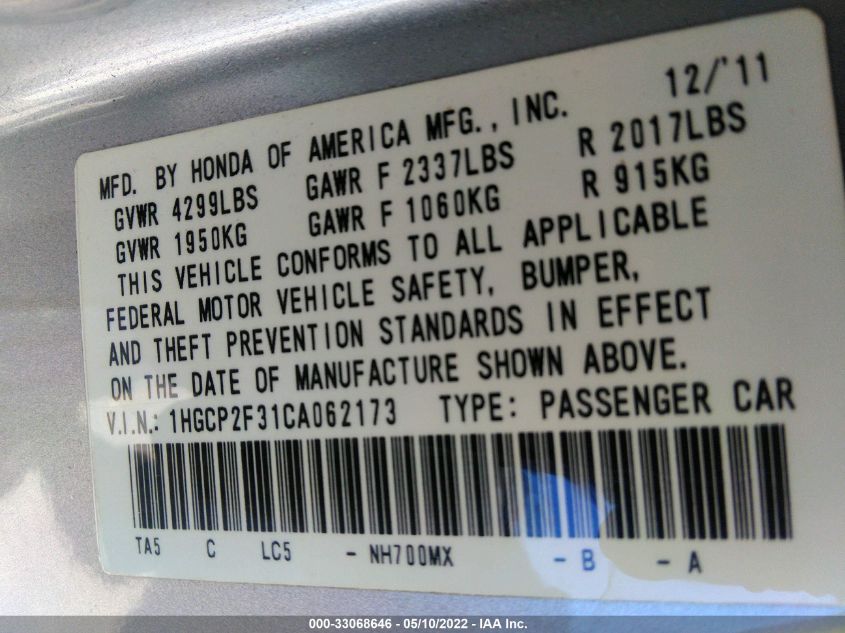 12/'11
MFD. BY HONDA OF AMERICA MFG., INC.
GVWR 4299LBS GAWR F 2337LBS R 2017LBS
GVWR 1950KG GAWR F 1060KG R 915KG
THIS VEHICLE CONFORMS TO ALL APPLICABLE
FEDERAL MOTOR VEHICLE SAFETY, BUMPER,
AND THEFT PREVENTION STANDARDS IN EFFECT
ON THE DATE OF MANUFACTURE SHOWN ABOVE.
V.I.N.: 1HGCP2F31CA062173 TYPE: PASSENGER CAR
TA5 C LC5 - NH700MX - B - A
000-33068646 - 05/10/2022 - IAA Inc.